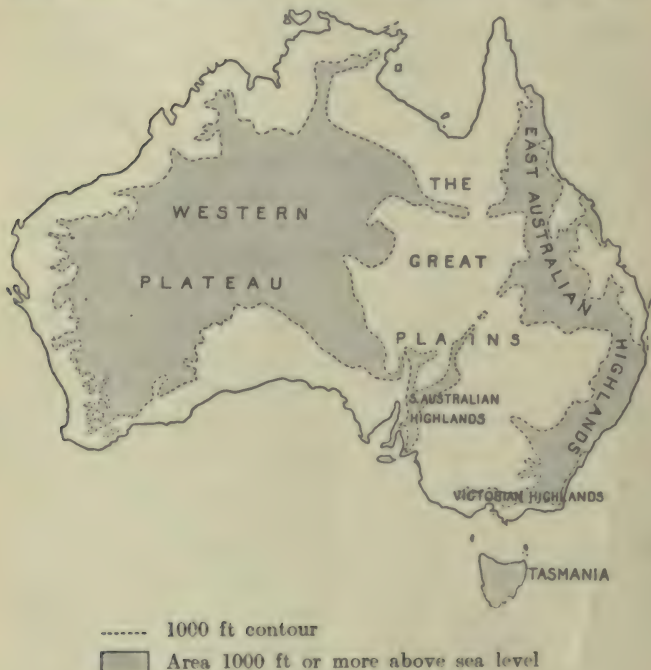 THE
WESTERN
PLATEAU
GREAT
PLAINS
EAST AUSTRALIAN
HIGHLANDS
S. AUSTRALIAN
HIGHLANDS
VICTORIAN HIGHLANDS
TASMANIA
1000 ft contour
Area 1000 ft or more above sea level